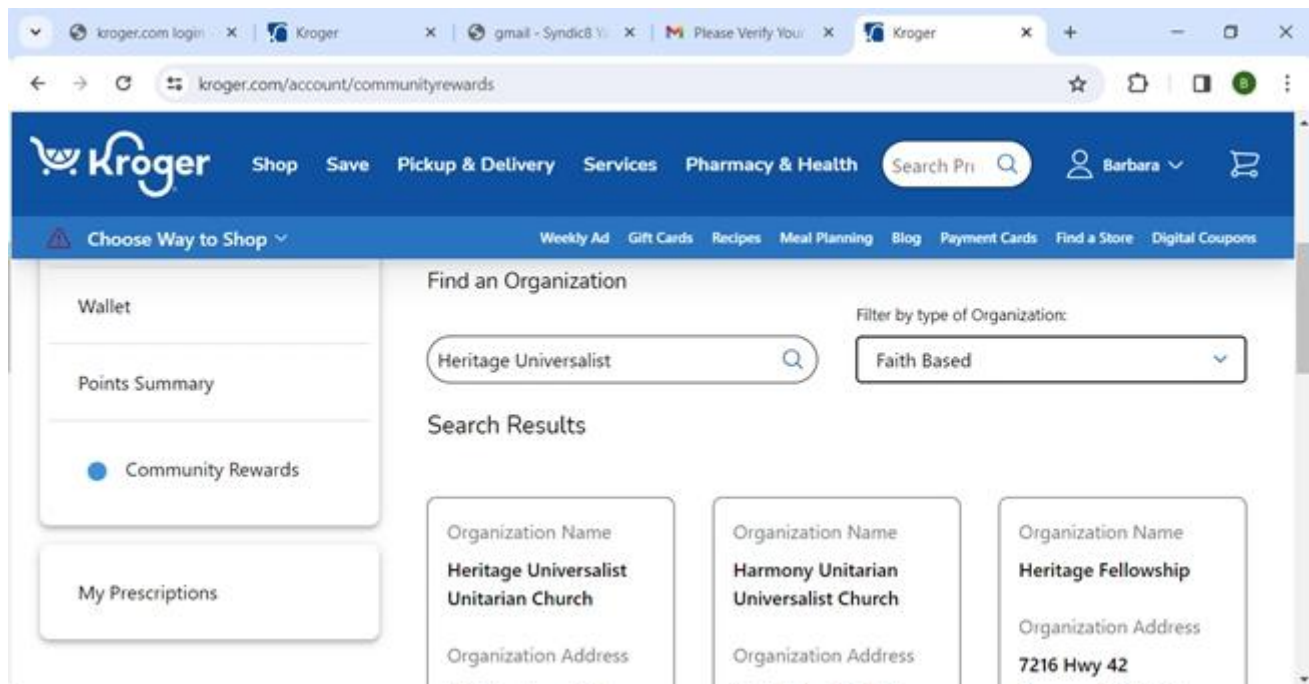 kroger.com login
Kroger
gmail - Syndic8
Please Verify Your
Kroger
kroger.com/account/communityrewards
B
Kroger
Shop
Save
Pickup & Delivery
Services
Pharmacy & Health
Search Pr
Barbara
Choose Way to Shop
Weekly Ad
Gift Cards
Recipes
Meal Planning
Blog
Payment Cards
Find a Store
Digital Coupons
Wallet
Points Summary
Community Rewards
My Prescriptions
Find an Organization
Filter by type of Organization:
Heritage Universalist
Faith Based
Search Results
Organization Name
Heritage Universalist
Unitarian Church
Organization Address
Organization Name
Harmony Unitarian
Universalist Church
Organization Address
Organization Name
Heritage Fellowship
Organization Address
7216 Hwy 42